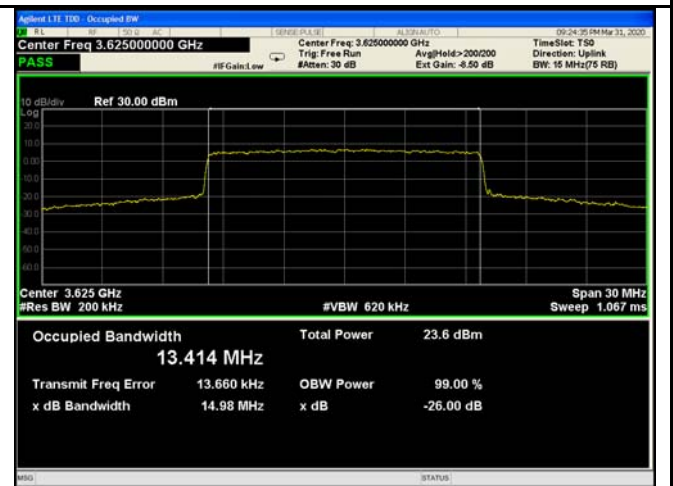 Agilent LTE TDD - Occupied BW
RL RF 50 Ω AC SENSE:PULSE ALIGN AUTO 09:24:35 PM Mar 31, 2020
Center Freq 3.625000000 GHz Center Freq: 3.625000000 GHz TimeSlot: TS0
Trig: Free Run Avg|Hold:>200/200 Direction: Uplink
PASS #IFGain:Low #Atten: 30 dB Ext Gain: -8.50 dB BW: 15 MHz(75 RB)
10 dB/div Ref 30.00 dBm
Log
20.0
10.0
0.00
-10.0
-20.0
-30.0
-40.0
-50.0
-60.0
Center 3.625 GHz Span 30 MHz
#Res BW 200 kHz #VBW 620 kHz Sweep 1.067 ms
Occupied Bandwidth Total Power 23.6 dBm
13.414 MHz
Transmit Freq Error 13.660 kHz OBW Power 99.00 %
x dB Bandwidth 14.98 MHz x dB -26.00 dB
MSG STATUS